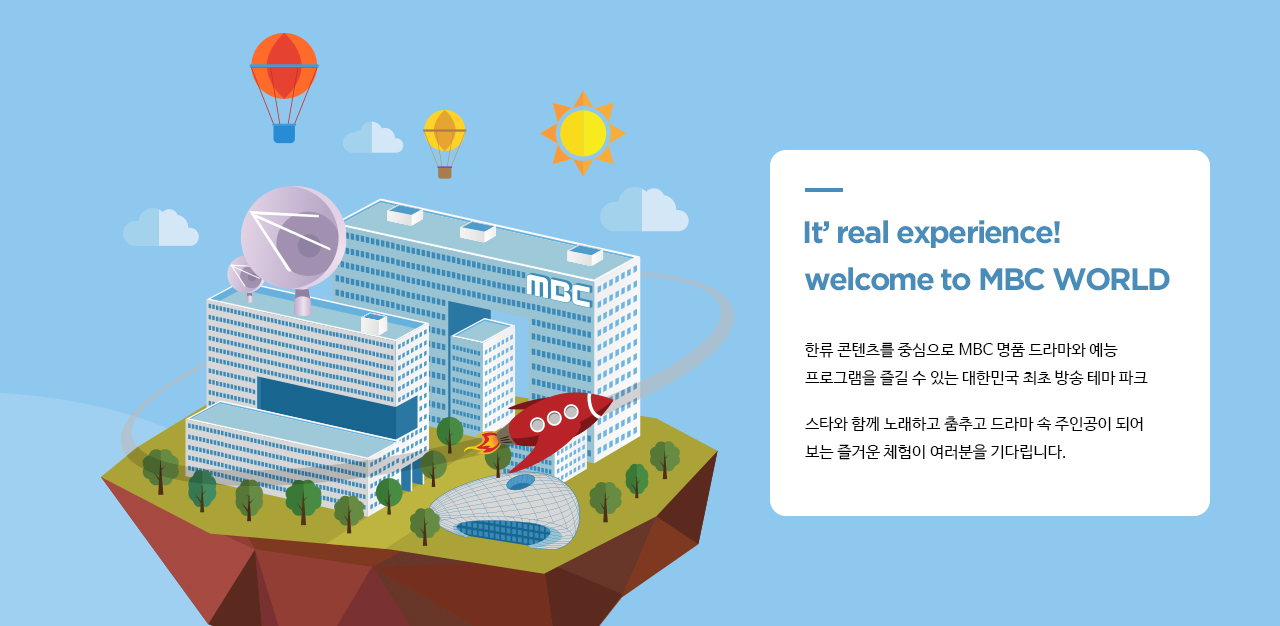 MBC
It’ real experience!
welcome to MBC WORLD
한류 콘텐츠를 중심으로 MBC 명품 드라마와 예능
프로그램을 즐길 수 있는 대한민국 최초 방송 테마 파크
스타와 함께 노래하고 춤추고 드라마 속 주인공이 되어
보는 즐거운 체험이 여러분을 기다립니다.